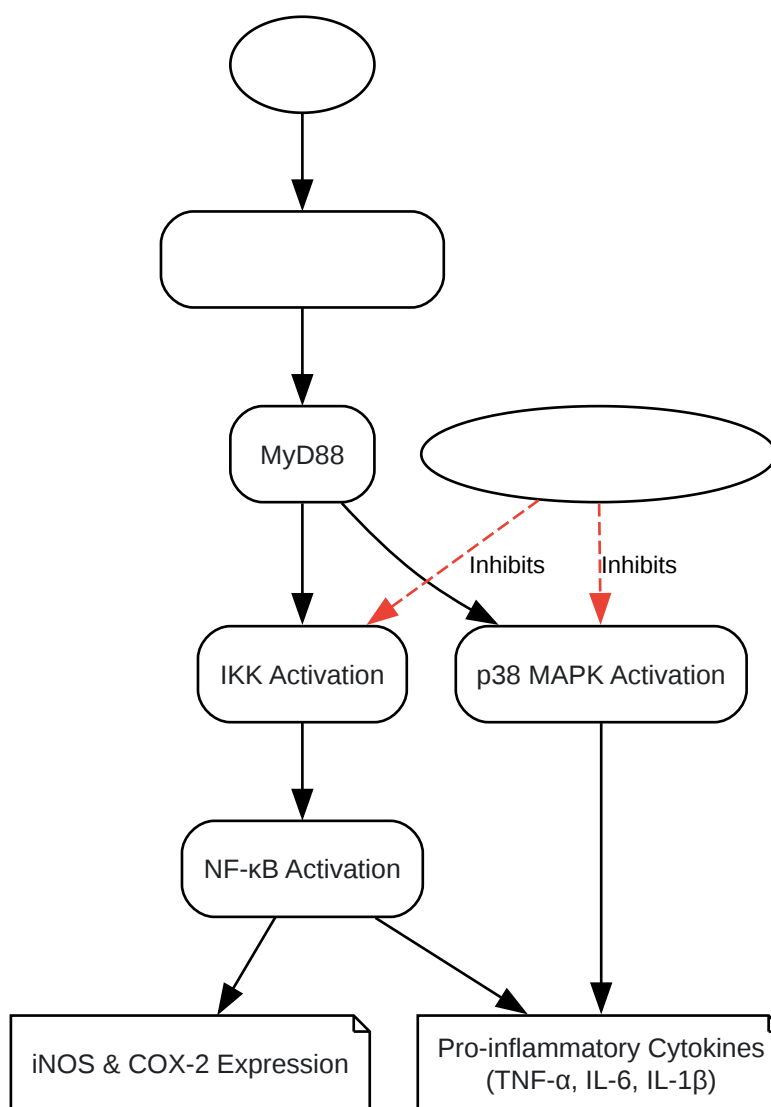 MyD88
Inhibits
Inhibits
IKK Activation
p38 MAPK Activation
NF-κB Activation
iNOS & COX-2 Expression
Pro-inflammatory Cytokines
(TNF-α, IL-6, IL-1β)